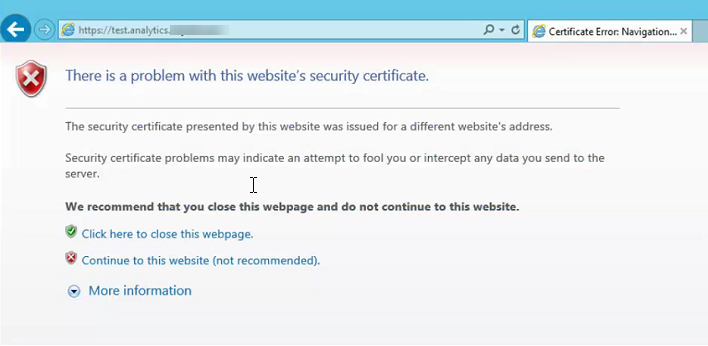 https://test.analytics.
Certificate Error: Navigation...
There is a problem with this website's security certificate.
The security certificate presented by this website was issued for a different website's address.
Security certificate problems may indicate an attempt to fool you or intercept any data you send to the
server.
We recommend that you close this webpage and do not continue to this website.
Click here to close this webpage.
Continue to this website (not recommended).
More information